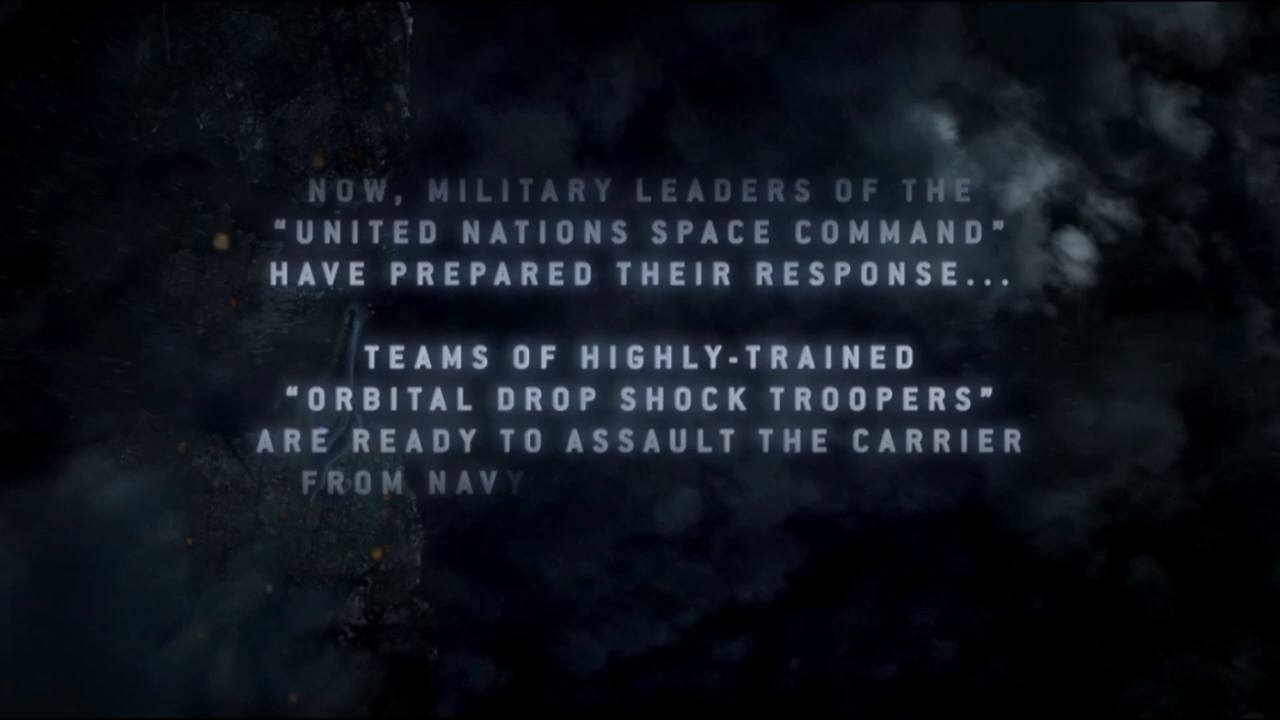 NOW, MILITARY LEADERS OF THE
“UNITED NATIONS SPACE COMMAND”
HAVE PREPARED THEIR RESPONSE...
TEAMS OF HIGHLY-TRAINED
“ORBITAL DROP SHOCK TROOPERS”
ARE READY TO ASSAULT THE CARRIER
FROM NAVY